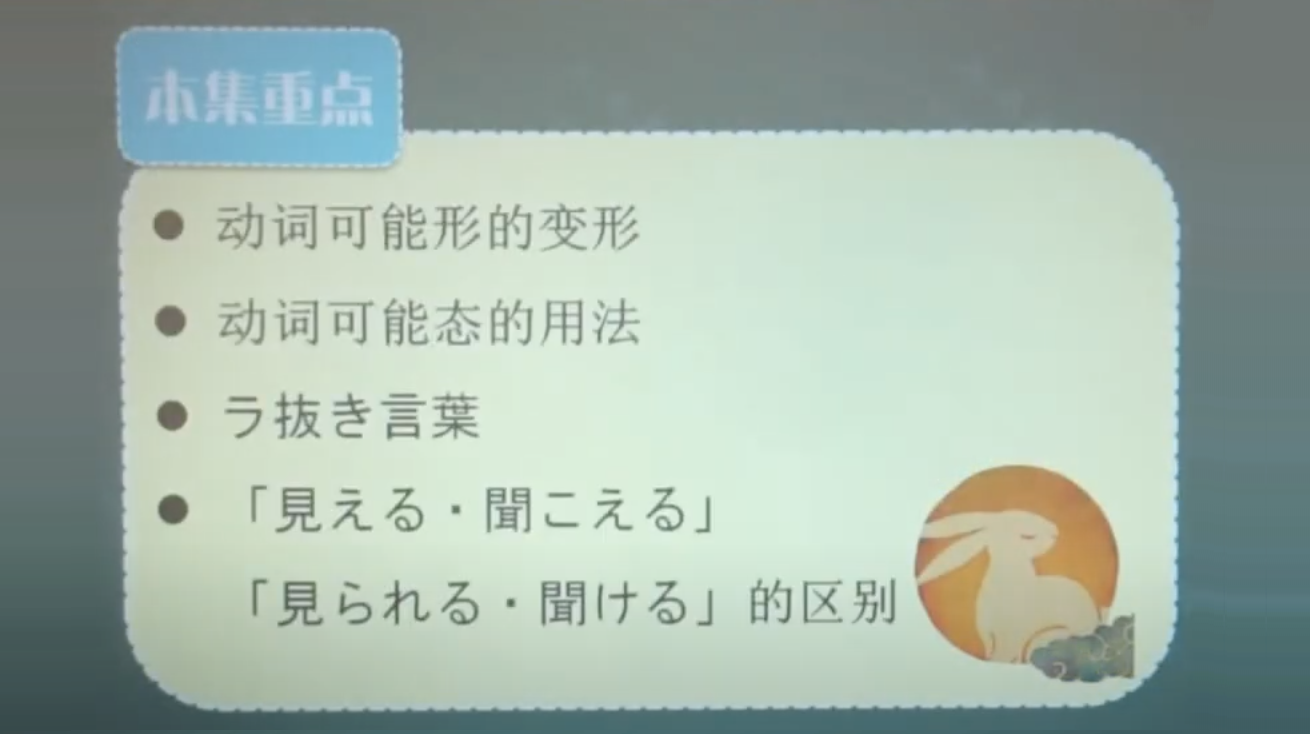 本集重点
● 动词可能形的变形
● 动词可能态的用法
● ラ抜き言葉
● 「見える・聞こえる」
「見られる・聞ける」的区别